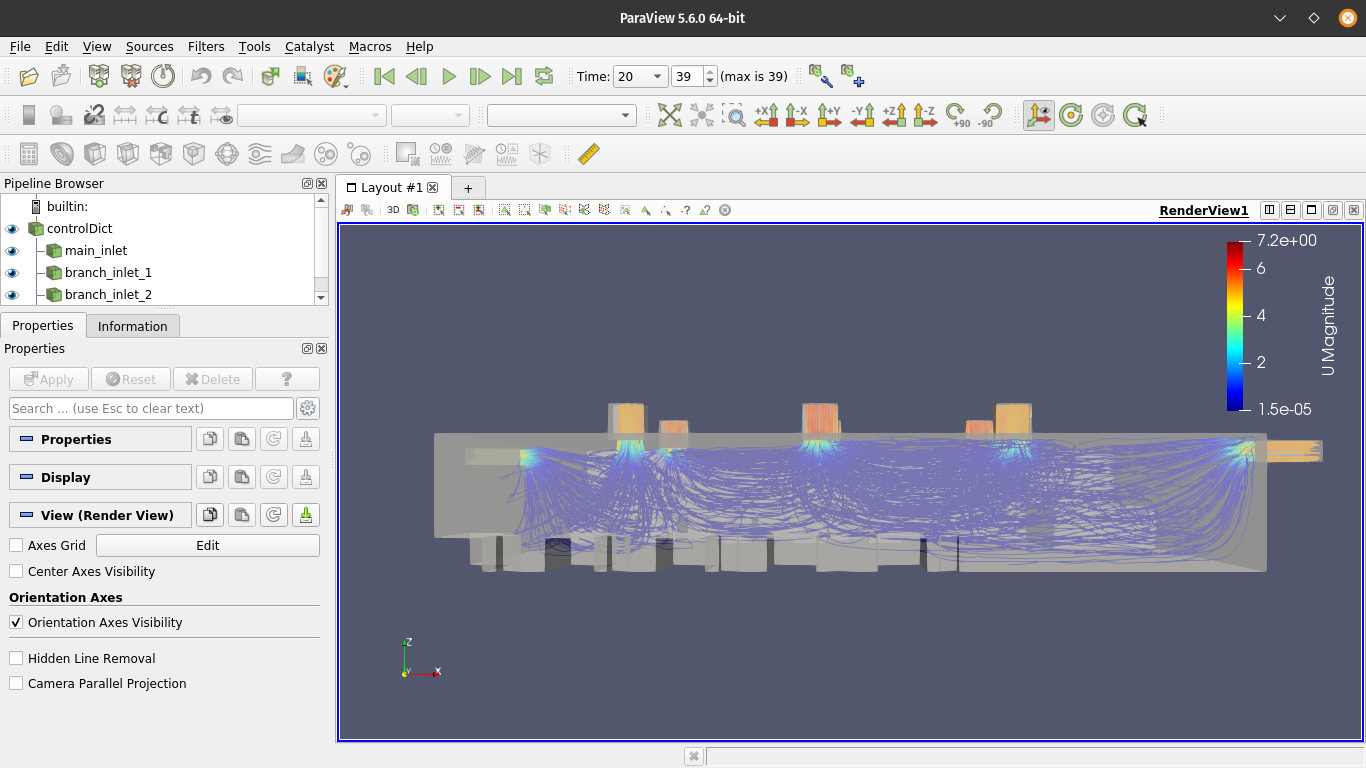 ParaView 5.6.0 64-bit
File Edit View Sources Filters Tools Catalyst Macros Help
Time: 20 39 (max is 39)
+X -X +Y -Y +Z -Z +90 -90
Pipeline Browser
builtin:
controlDict
main_inlet
branch_inlet_1
branch_inlet_2
Properties Information
Properties
Apply Reset Delete ?
Search ... (use Esc to clear text)
Properties
Display
View (Render View)
Axes Grid Edit
Center Axes Visibility
Orientation Axes
Orientation Axes Visibility
Hidden Line Removal
Camera Parallel Projection
Layout #1 +
3D RenderView1
7.2e+00
6
4
2
1.5e-05
U Magnitude
Z
Y X